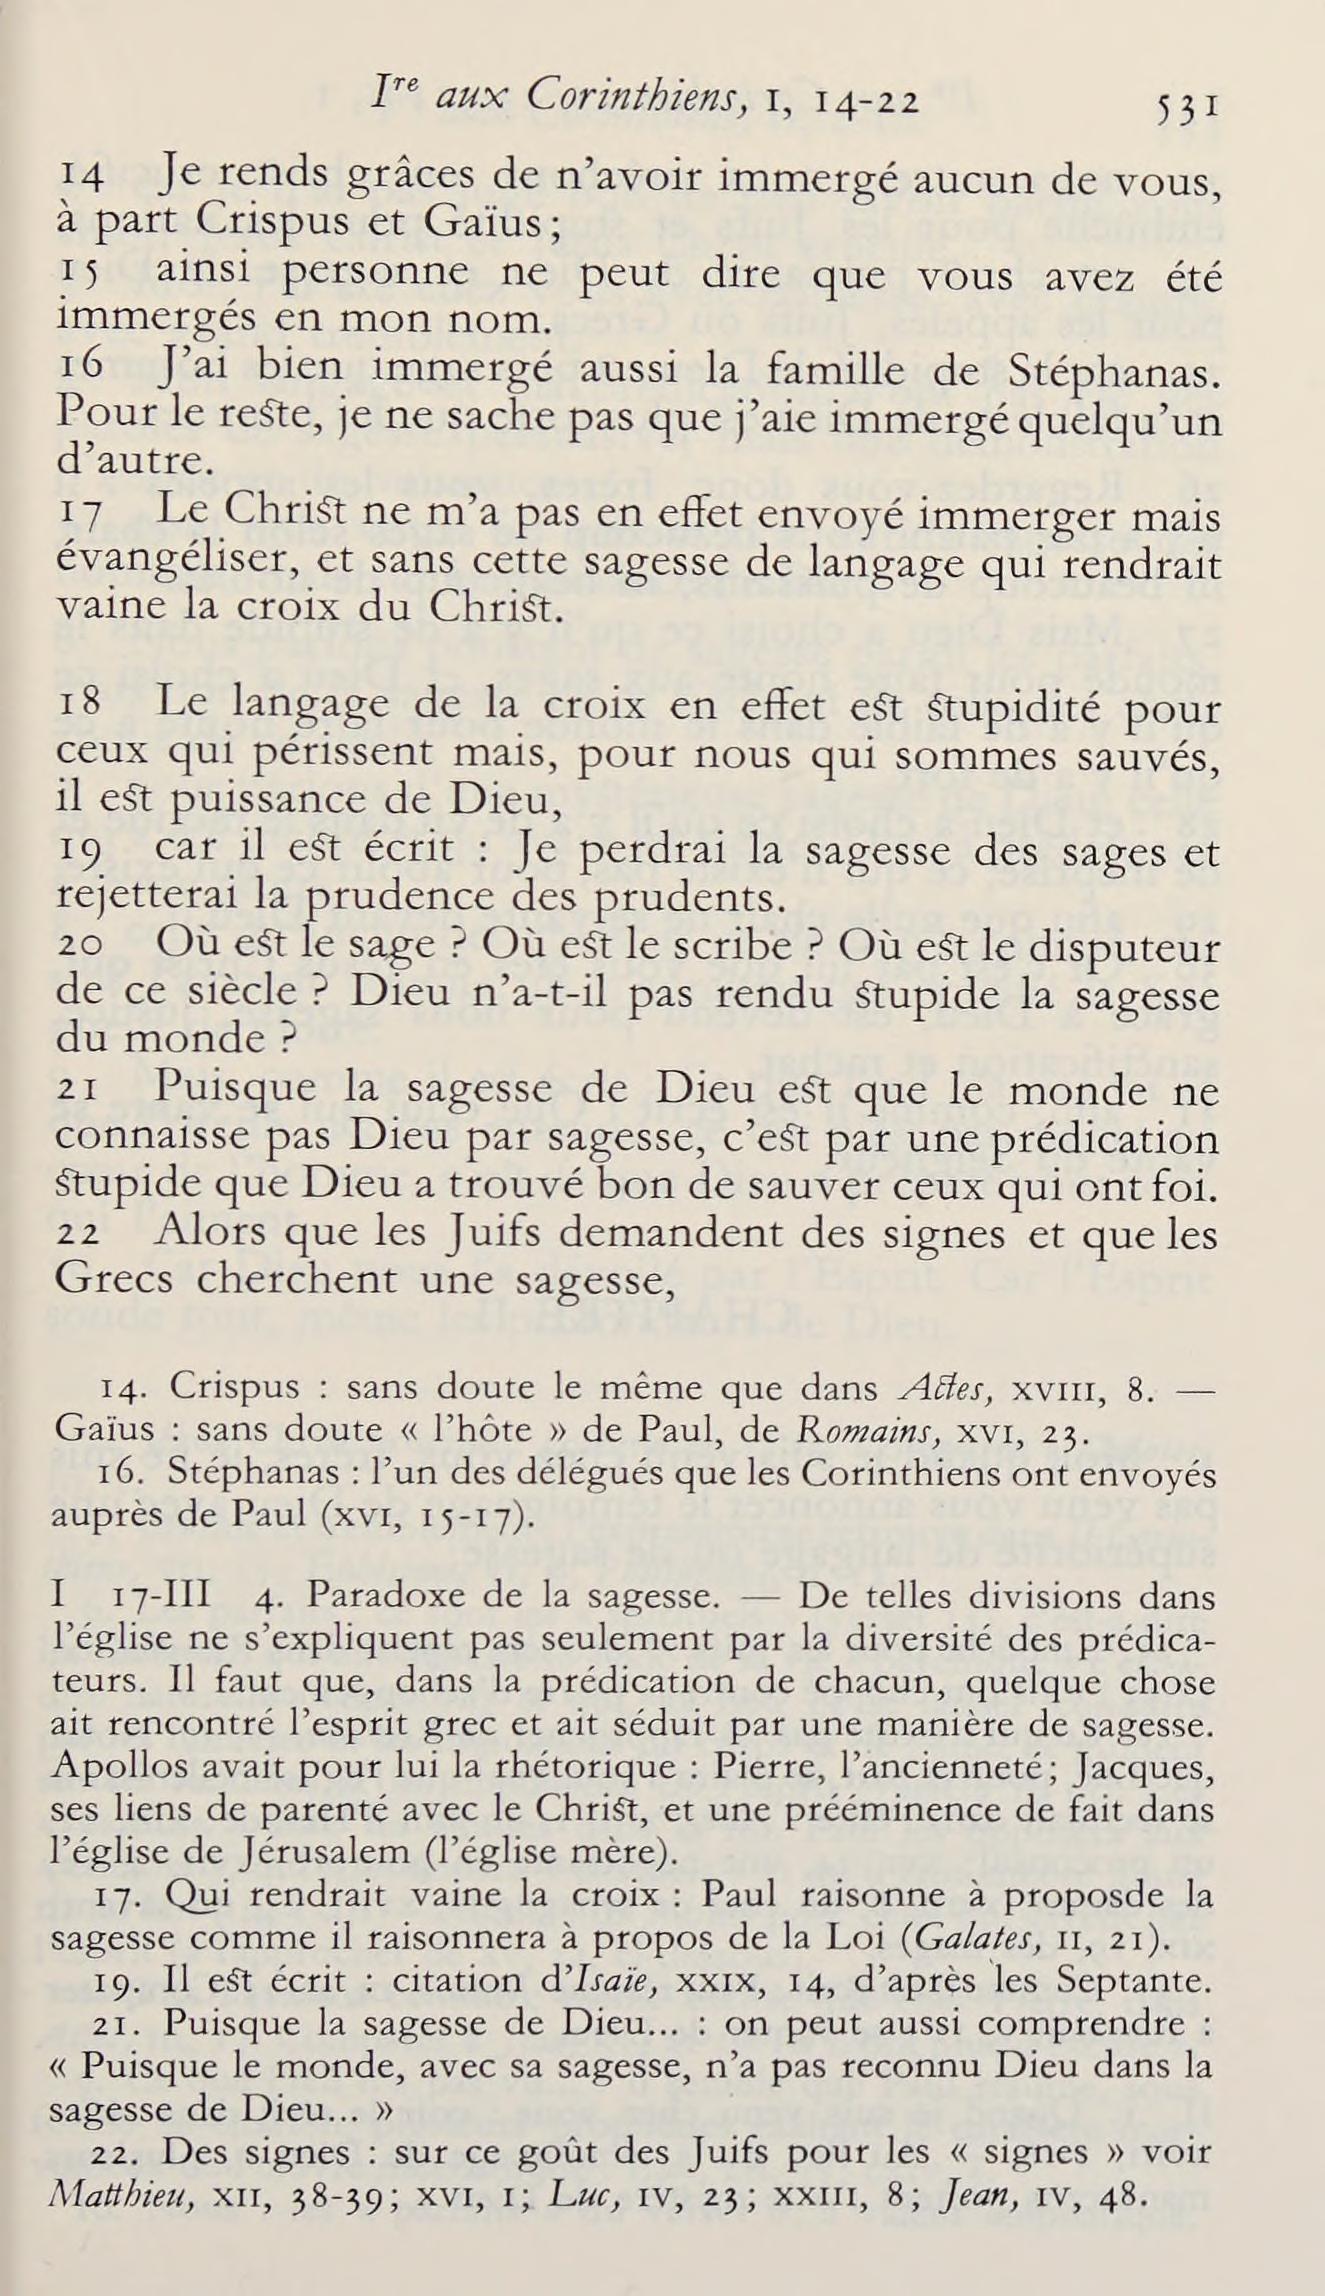 Ire aux Corinthiens, I, 14-22 531
14 Je rends grâces de n’avoir immergé aucun de vous,
à part Crispus et Gaïus ;
15 ainsi personne ne peut dire que vous avez été
immergés en mon nom.
16 J’ai bien immergé aussi la famille de Stéphanas.
Pour le reste, je ne sache pas que j’aie immergé quelqu’un
d’autre.
17 Le Christ ne m’a pas en effet envoyé immerger mais
évangéliser, et sans cette sagesse de langage qui rendrait
vaine la croix du Christ.
18 Le langage de la croix en effet est stupidité pour
ceux qui périssent mais, pour nous qui sommes sauvés,
il est puissance de Dieu,
19 car il est écrit : Je perdrai la sagesse des sages et
rejetterai la prudence des prudents.
20 Où est le sage ? Où est le scribe ? Où est le disputeur
de ce siècle ? Dieu n’a-t-il pas rendu stupide la sagesse
du monde ?
21 Puisque la sagesse de Dieu est que le monde ne
connaisse pas Dieu par sagesse, c’est par une prédication
stupide que Dieu a trouvé bon de sauver ceux qui ont foi.
22 Alors que les Juifs demandent des signes et que les
Grecs cherchent une sagesse,
14. Crispus : sans doute le même que dans Actes, XVIII, 8. —
Gaïus : sans doute « l’hôte » de Paul, de Romains, XVI, 23.
16. Stéphanas : l’un des délégués que les Corinthiens ont envoyés
auprès de Paul (XVI, 15-17).
I 17-III 4. Paradoxe de la sagesse. — De telles divisions dans
l’église ne s’expliquent pas seulement par la diversité des prédica-
teurs. Il faut que, dans la prédication de chacun, quelque chose
ait rencontré l’esprit grec et ait séduit par une manière de sagesse.
Apollos avait pour lui la rhétorique : Pierre, l’ancienneté ; Jacques,
ses liens de parenté avec le Christ, et une prééminence de fait dans
l’église de Jérusalem (l’église mère).
17. Qui rendrait vaine la croix : Paul raisonne à proposde la
sagesse comme il raisonnera à propos de la Loi (Galates, II, 21).
19. Il est écrit : citation d’Isaïe, XXIX, 14, d’après les Septante.
21. Puisque la sagesse de Dieu... : on peut aussi comprendre :
« Puisque le monde, avec sa sagesse, n’a pas reconnu Dieu dans la
sagesse de Dieu... »
22. Des signes : sur ce goût des Juifs pour les « signes » voir
Matthieu, XII, 38-39 ; XVI, 1 ; Luc, IV, 23 ; XXIII, 8 ; Jean, IV, 48.